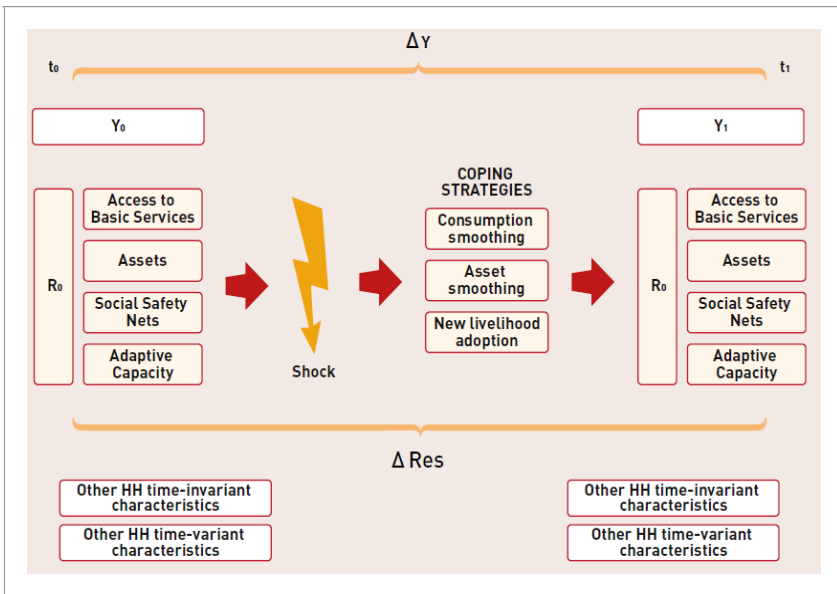 ΔY
t₀
t₁
Y₀
Y₁
R₀
Access to
Basic Services
Assets
Social Safety
Nets
Adaptive
Capacity
Shock
COPING
STRATEGIES
Consumption
smoothing
Asset
smoothing
New livelihood
adoption
R₀
Access to
Basic Services
Assets
Social Safety
Nets
Adaptive
Capacity
Δ Res
Other HH time-invariant
characteristics
Other HH time-variant
characteristics
Other HH time-invariant
characteristics
Other HH time-variant
characteristics